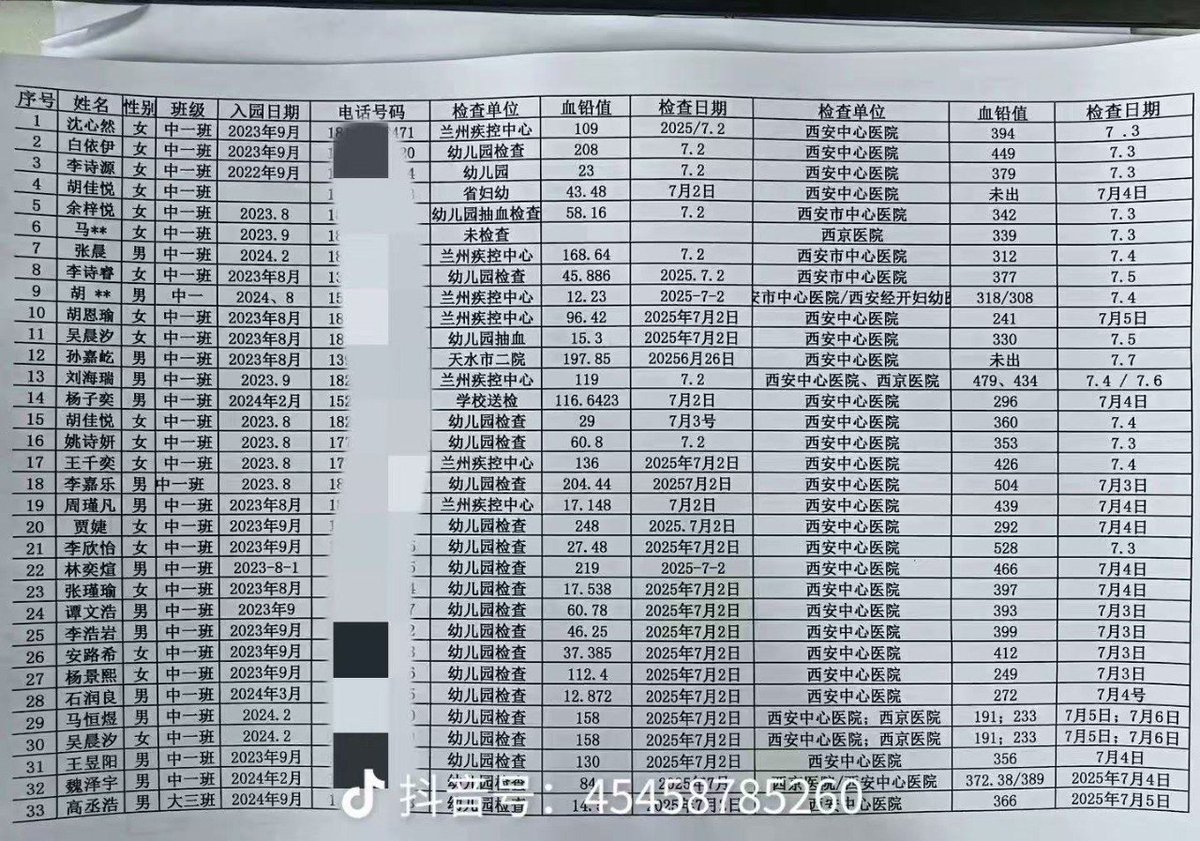 序号 姓名 性别 班级 入园日期 电话号码 检查单位 血铅值 检查日期 检查单位 血铅值 检查日期
1 沈心然 女 中一班 2023年9月 18 471 兰州疾控中心 109 2025/7.2 西安中心医院 394 7.3
2 白依伊 女 中一班 2023年9月 1 20 幼儿园检查 208 7.2 西安中心医院 449 7.3
3 李诗源 女 中一班 2022年9月 1 4 幼儿园 23 7.2 西安中心医院 379 7.3
4 胡佳悦 女 中一班 1 省妇幼 43.48 7月2日 西安中心医院 未出 7月4日
5 余梓悦 女 中一班 2023.8 15 幼儿园抽血检查 58.16 7.2 西安市中心医院 342 7.3
6 马** 女 中一班 2023.9 18 未检查 西京医院 339 7.3
7 张晨 男 中一班 2024.2 18 兰州疾控中心 168.64 7.2 西安市中心医院 312 7.4
8 李诗睿 女 中一班 2023年8月 13 幼儿园检查 45.886 2025.7.2 西安市中心医院 377 7.5
9 胡 ** 男 中一 2024、8 15 兰州疾控中心 12.23 2025-7-2 安市中心医院/西安经开妇幼医 318/308 7.4
10 胡恩瑜 女 中一班 2023年8月 18 兰州疾控中心 96.42 2025年7月2日 西安中心医院 241 7月5日
11 吴晨汐 女 中一班 2023年8月 18 幼儿园抽血 15.3 2025年7月2日 西安中心医院 330 7.5
12 孙嘉屹 男 中一班 2023年8月 139 天水市二院 197.85 20256月26日 西安中心医院 未出 7.7
13 刘海瑞 男 中一班 2023.9 182 兰州疾控中心 119 7.2 西安中心医院、西京医院 479、434 7.4 / 7.6
14 杨子奕 男 中一班 2024年2月 152 学校送检 116.6423 7月2日 西安中心医院 296 7月4日
15 胡佳悦 女 中一班 2023.8 182 幼儿园检查 29 7月3号 西安中心医院 360 7.4
16 姚诗妍 女 中一班 2023.8 177 幼儿园检查 60.8 7.2 西安中心医院 353 7.3
17 王千奕 女 中一班 2023.8 17 兰州疾控中心 136 2025年7月2日 西安中心医院 426 7.4
18 李嘉乐 男 中一班 2023.8 18 幼儿园检查 204.44 20257月2日 西安中心医院 504 7月3日
19 周瑾凡 男 中一班 2023年8月 1 兰州疾控中心 17.148 7月2日 西安中心医院 439 7月4日
20 贾婕 女 中一班 2023年9月 1 幼儿园检查 248 2025.7月2日 西安中心医院 292 7月4日
21 李欣怡 女 中一班 2023年9月 幼儿园检查 27.48 2025年7月2日 西安中心医院 528 7.3
22 林奕煊 男 中一班 2023-8-1 幼儿园检查 219 2025-7-2 西安中心医院 466 7月4日
23 张瑾瑜 女 中一班 2023年8月 幼儿园检查 17.538 2025年7月2日 西安中心医院 397 7月4日
24 谭文浩 男 中一班 2023年9 7 幼儿园检查 60.78 2025年7月2日 西安中心医院 393 7月3日
25 李浩岩 男 中一班 2023年9月 2 幼儿园检查 46.25 2025年7月2日 西安中心医院 399 7月3日
26 安路希 女 中一班 2023年9月 幼儿园检查 37.385 2025年7月2日 西安中心医院 412 7月3日
27 杨景熙 女 中一班 2023年9月 幼儿园检查 112.4 2025年7月2日 西安中心医院 249 7月3日
28 石润良 男 中一班 2024年3月 幼儿园检查 12.872 2025年7月2日 西安中心医院 272 7月4号
29 马恒煜 男 中一班 2024.2 幼儿园检查 158 2025年7月2日 西安中心医院；西京医院 191；233 7月5日；7月6日
30 吴晨汐 女 中一班 2024.2 幼儿园检查 158 2025年7月2日 西安中心医院；西京医院 191；233 7月5日；7月6日
31 王昱阳 男 中一班 2023年9月 幼儿园检查 130 2025年7月2日 西安中心医院 356 7月4日
32 魏泽宇 男 中一班 2024年2月 幼儿园检查 84 2025年7月 西京医院/西安中心医院 372.38/389 2025年7月4日
33 高丞浩 男 大三班 2024年9月 1 幼儿园检查 14. 2025年7月2日 西安中心医院 366 2025年7月5日
抖音号：45458785260